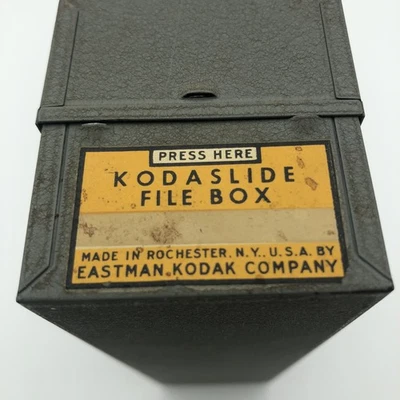 PRESS HERE
KODASLIDE
FILE BOX
MADE IN ROCHESTER, N.Y., U.S.A. BY
EASTMAN KODAK COMPANY